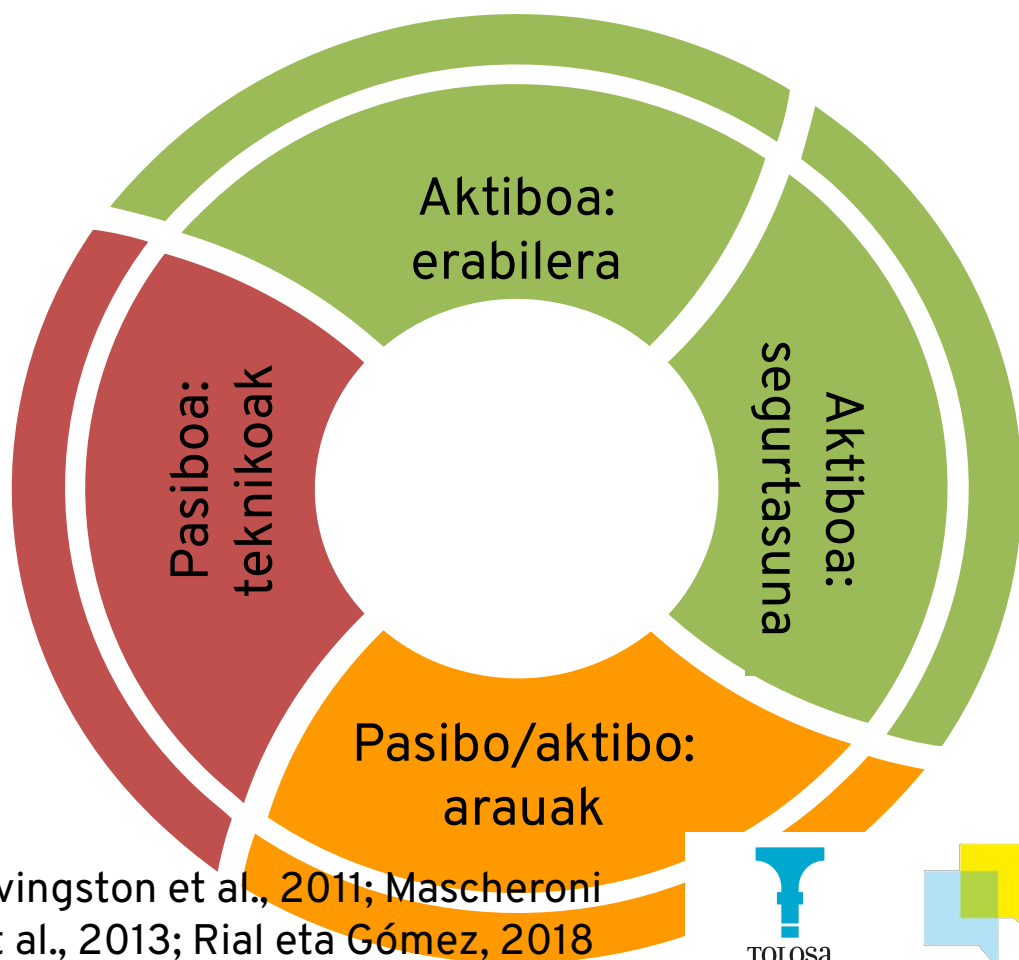 Aktiboa:
erabilera
Aktiboa:
segurtasuna
Pasibo/aktibo:
arauak
Pasiboa:
teknikoak
vingston et al., 2011; Mascheroni
t al., 2013; Rial eta Gómez, 2018
TOLOSA